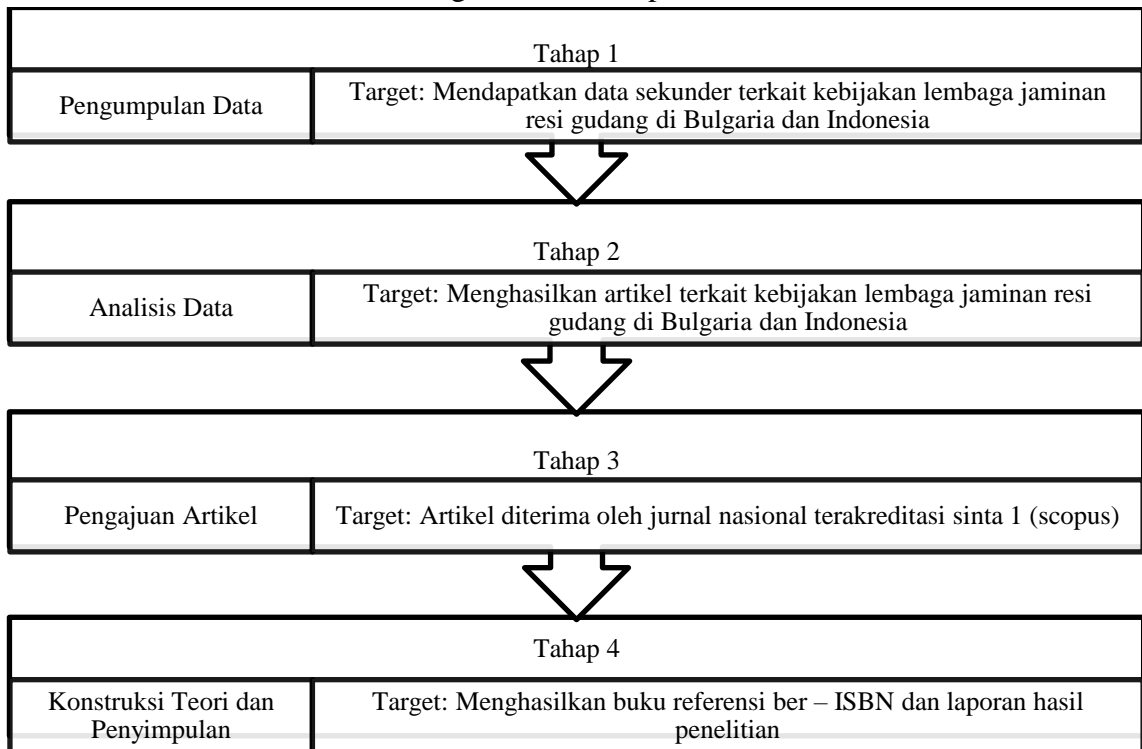 Tahap 1
Pengumpulan Data
Target: Mendapatkan data sekunder terkait kebijakan lembaga jaminan
resi gudang di Bulgaria dan Indonesia
Tahap 2
Analisis Data
Target: Menghasilkan artikel terkait kebijakan lembaga jaminan resi
gudang di Bulgaria dan Indonesia
Tahap 3
Pengajuan Artikel
Target: Artikel diterima oleh jurnal nasional terakreditasi sinta 1 (scopus)
Tahap 4
Konstruksi Teori dan
Penyimpulan
Target: Menghasilkan buku referensi ber – ISBN dan laporan hasil
penelitian